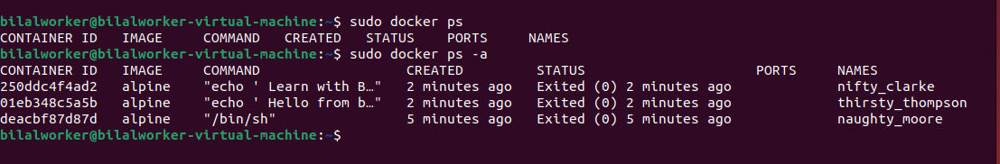 bilalworker@bilalworker-virtual-machine:~$ sudo docker ps
CONTAINER ID   IMAGE     COMMAND   CREATED   STATUS    PORTS     NAMES
bilalworker@bilalworker-virtual-machine:~$ sudo docker ps -a
CONTAINER ID   IMAGE     COMMAND                  CREATED         STATUS                     PORTS     NAMES
250ddc4f4ad2   alpine    "echo ' Learn with B…"   2 minutes ago   Exited (0) 2 minutes ago             nifty_clarke
01eb348c5a5b   alpine    "echo ' Hello from b…"   2 minutes ago   Exited (0) 2 minutes ago             thirsty_thompson
deacbf87d87d   alpine    "/bin/sh"                5 minutes ago   Exited (0) 5 minutes ago             naughty_moore
bilalworker@bilalworker-virtual-machine:~$